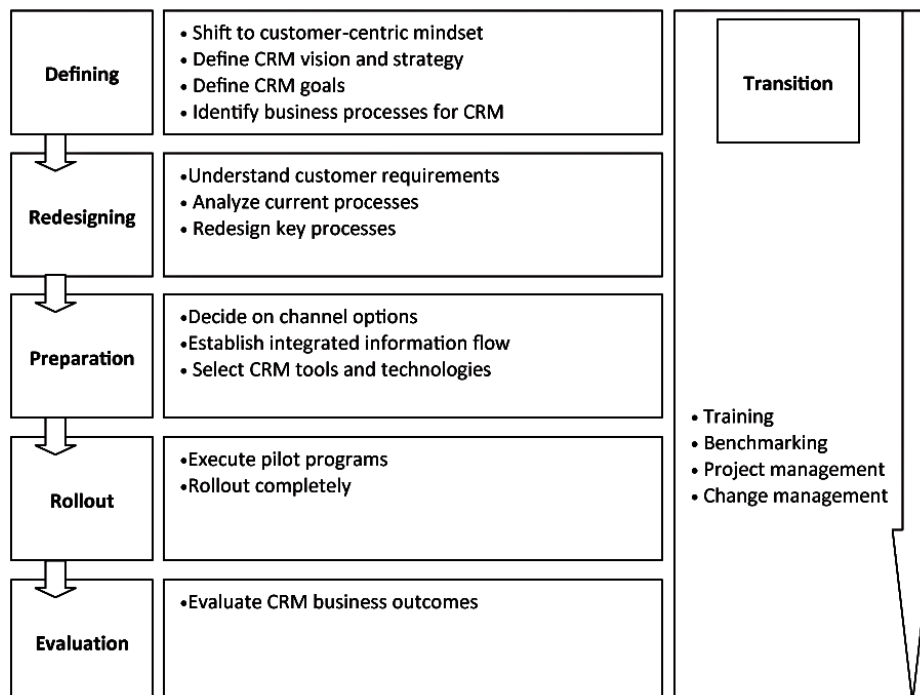 Defining
• Shift to customer-centric mindset
• Define CRM vision and strategy
• Define CRM goals
• Identify business processes for CRM
Redesigning
•Understand customer requirements
• Analyze current processes
• Redesign key processes
Preparation
•Decide on channel options
•Establish integrated information flow
• Select CRM tools and technologies
Rollout
•Execute pilot programs
•Rollout completely
Evaluation
•Evaluate CRM business outcomes
Transition
• Training
• Benchmarking
• Project management
• Change management